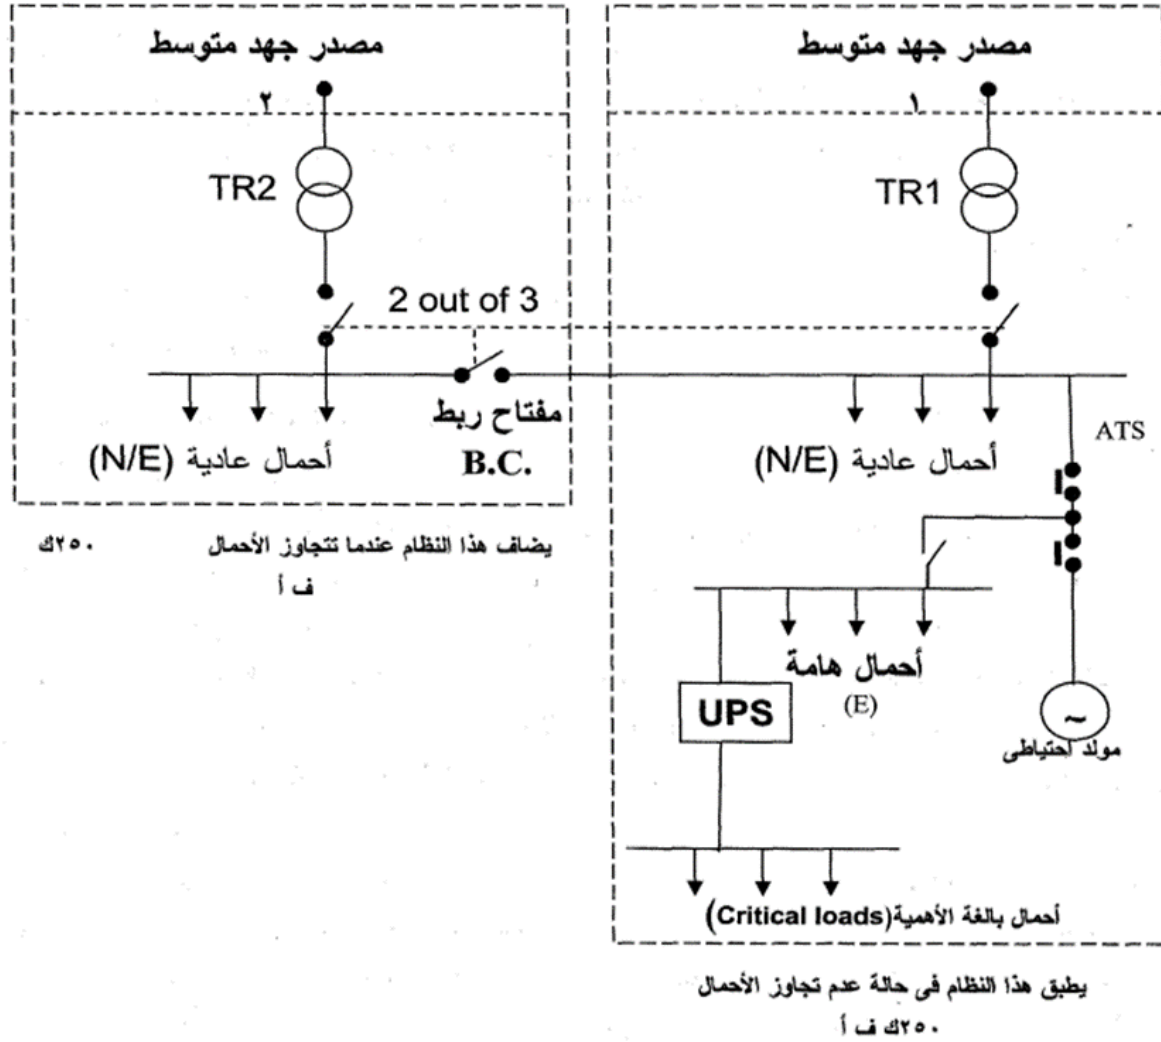 مصدر جهد متوسط
١
مصدر جهد متوسط
٢
TR1
TR2
2 out of 3
مفتاح ربط
B.C.
أحمال عادية (N/E)
أحمال عادية (N/E)
ATS
يضاف هذا النظام عندما تتجاوز الأحمال ٢٥٠ك
ف أ
أحمال هامة
(E)
UPS
~
مولد احتياطى
أحمال بالغة الأهمية(Critical loads)
يطبق هذا النظام فى حالة عدم تجاوز الأحمال
٢٥٠ك ف أ